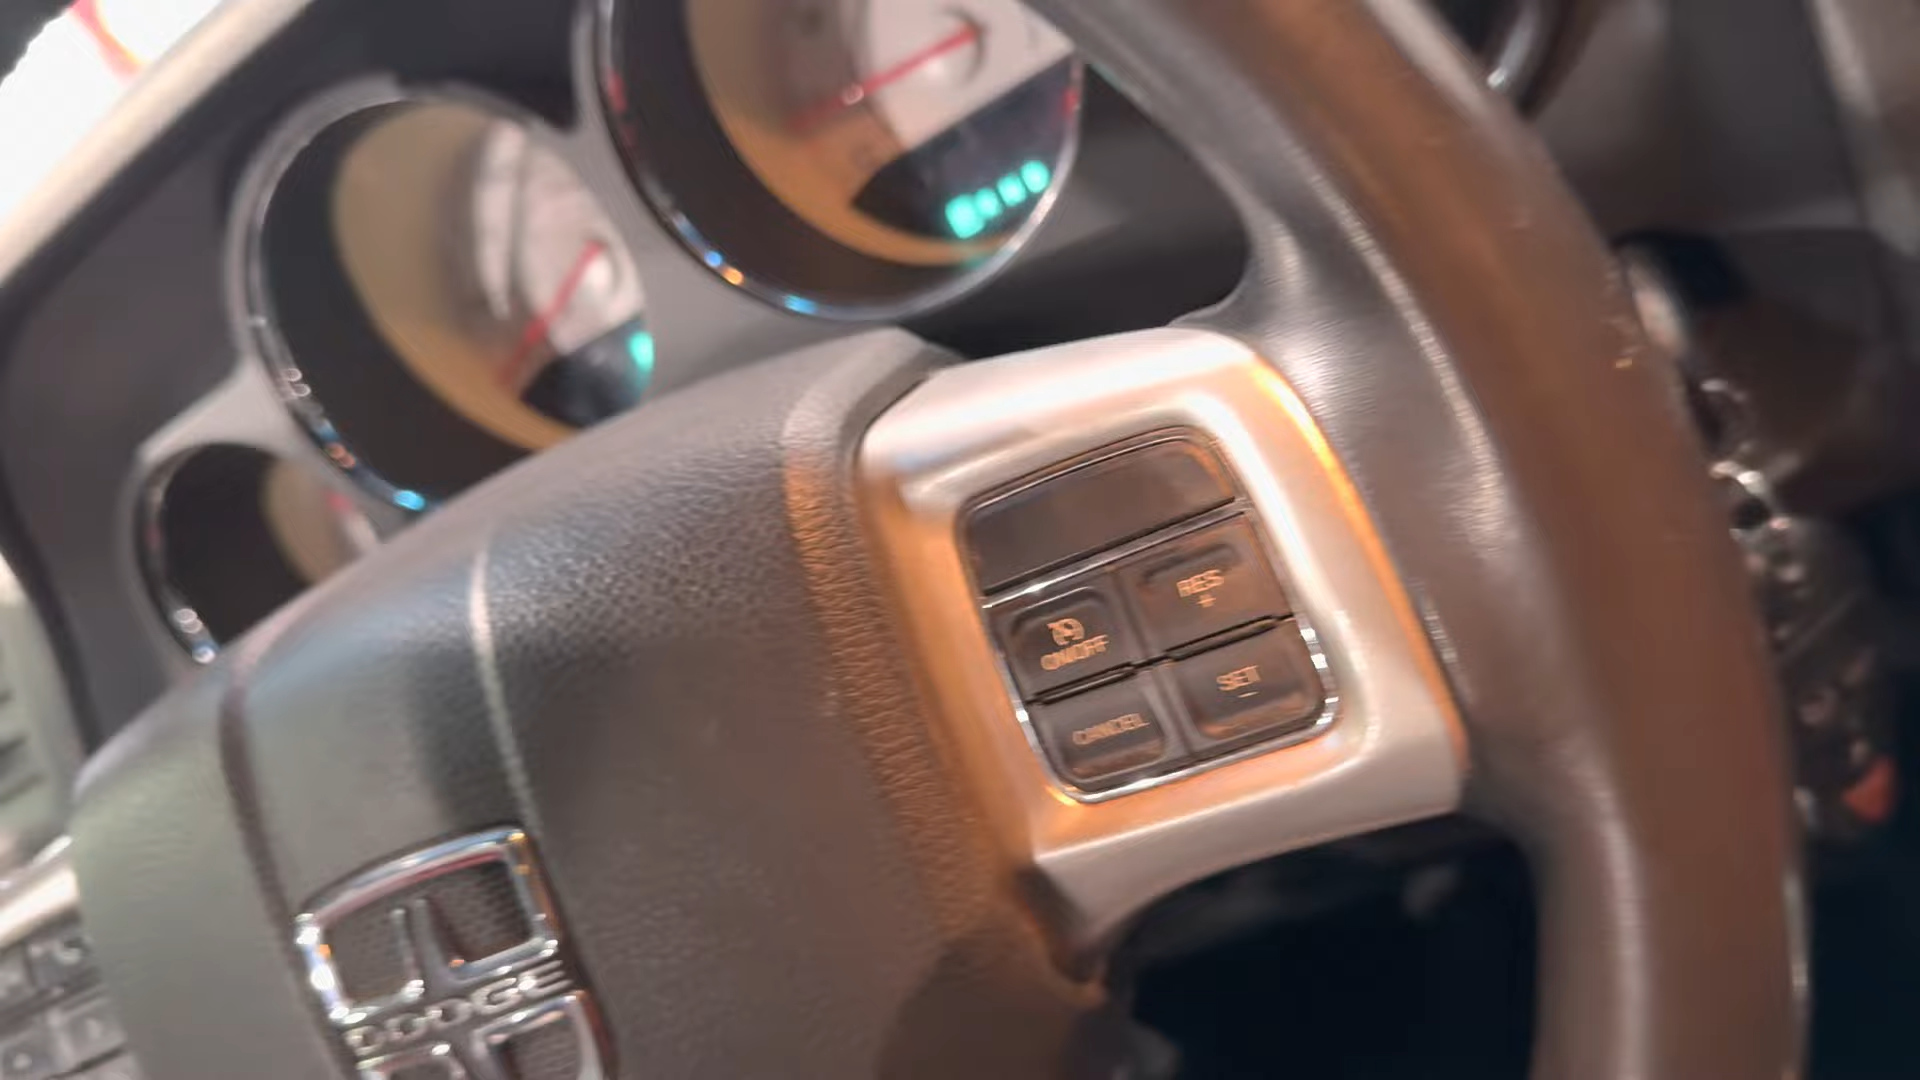 RES
+
ON/OFF
SET
-
CANCEL
DODGE